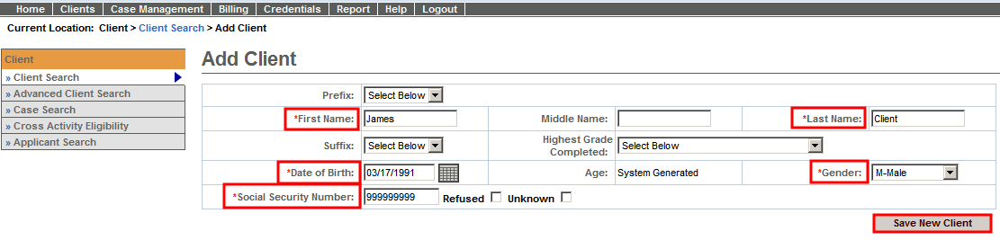 Home Clients Case Management Billing Credentials Report Help Logout
Current Location: Client > Client Search > Add Client
Client
» Client Search
» Advanced Client Search
» Case Search
» Cross Activity Eligibility
» Applicant Search
Add Client
Prefix: Select Below
*First Name: James Middle Name: *Last Name: Client
Suffix: Select Below Highest Grade Completed: Select Below
*Date of Birth: 03/17/1991 Age: System Generated *Gender: M-Male
*Social Security Number: 999999999 Refused Unknown
Save New Client